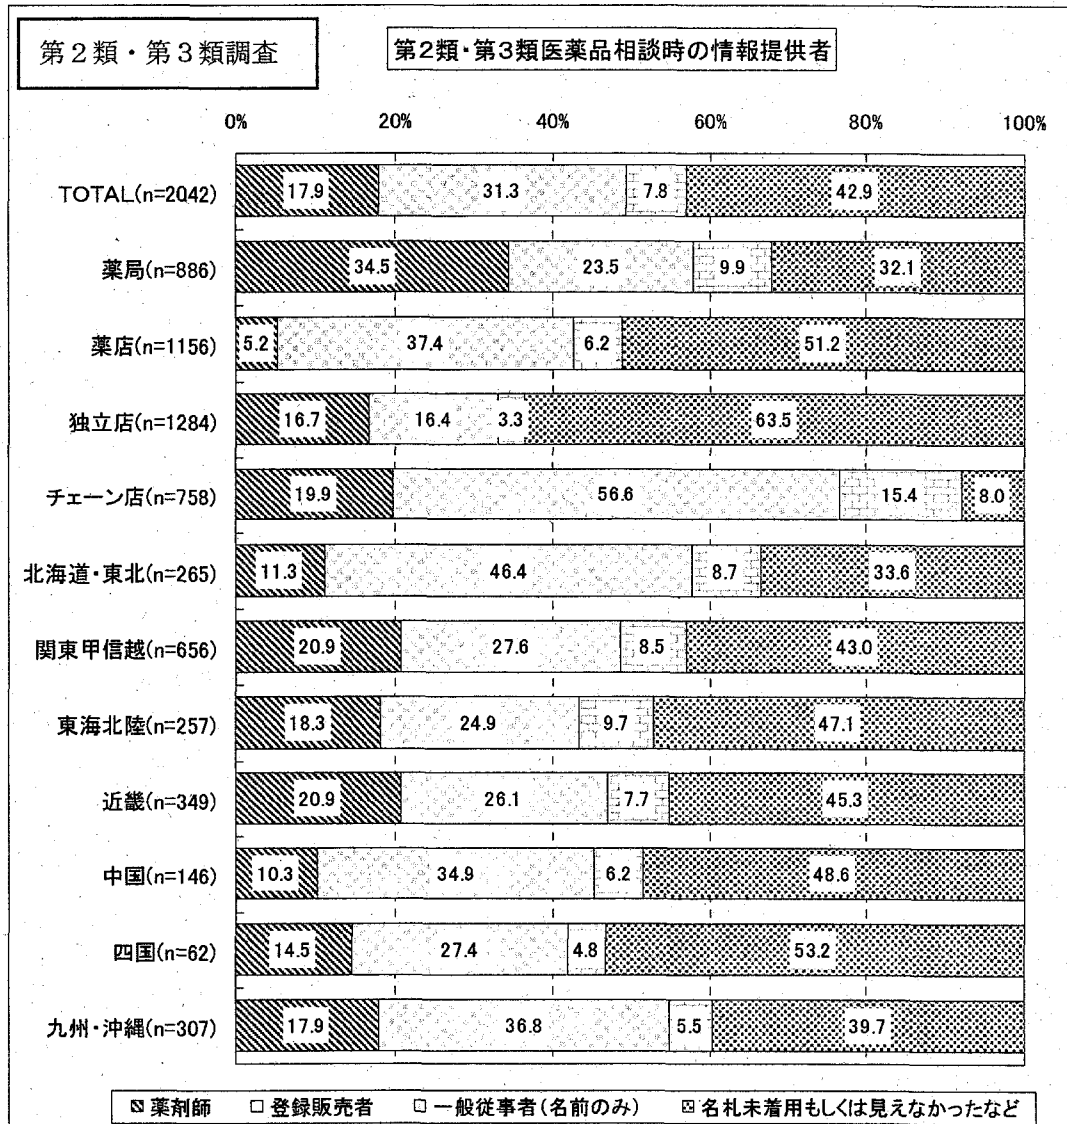 第2類・第3類調査
第2類・第3類医薬品相談時の情報提供者
0% 20% 40% 60% 80% 100%
TOTAL(n=2042) 17.9 31.3 7.8 42.9
薬局(n=886) 34.5 23.5 9.9 32.1
薬店(n=1156) 5.2 37.4 6.2 51.2
独立店(n=1284) 16.7 16.4 3.3 63.5
チェーン店(n=758) 19.9 56.6 15.4 8.0
北海道・東北(n=265) 11.3 46.4 8.7 33.6
関東甲信越(n=656) 20.9 27.6 8.5 43.0
東海北陸(n=257) 18.3 24.9 9.7 47.1
近畿(n=349) 20.9 26.1 7.7 45.3
中国(n=146) 10.3 34.9 6.2 48.6
四国(n=62) 14.5 27.4 4.8 53.2
九州・沖縄(n=307) 17.9 36.8 5.5 39.7
薬剤師 登録販売者 一般従事者(名前のみ) 名札未着用もしくは見えなかったなど